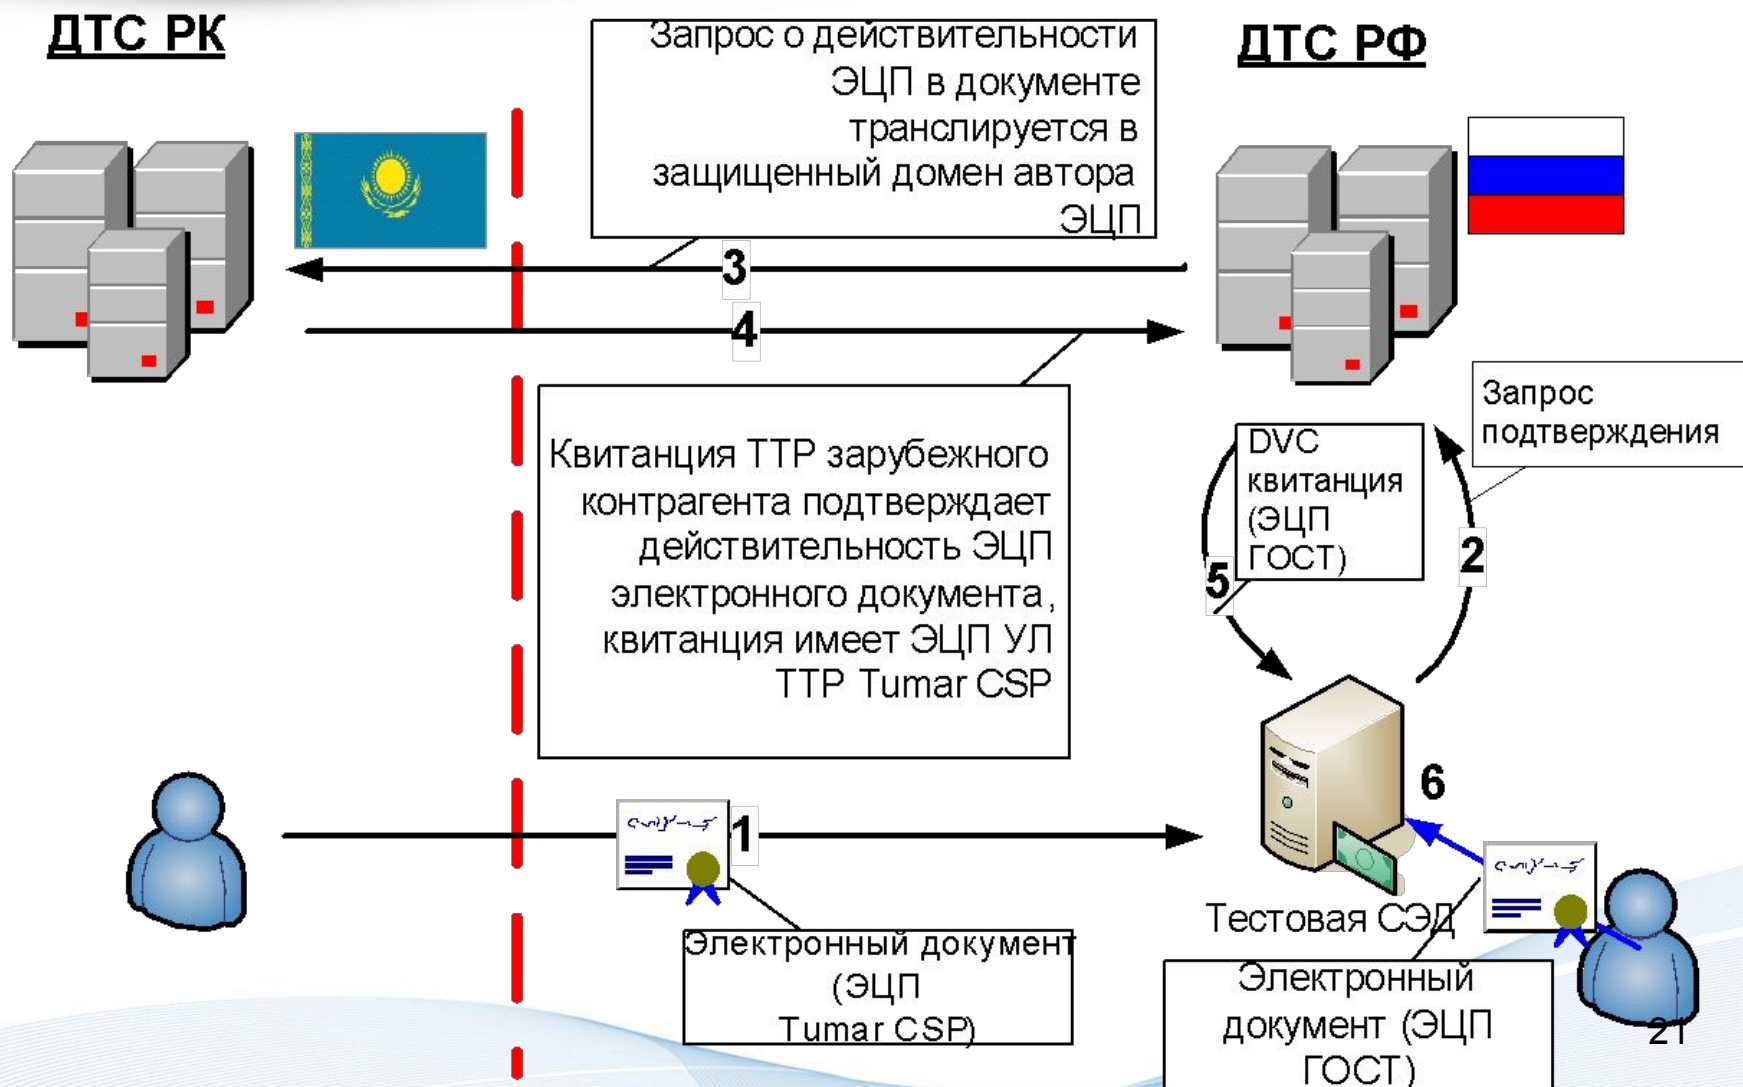 ДТС РК
ДТС РФ
Запрос о действительности
ЭЦП в документе
транслируется в
защищенный домен автора
ЭЦП
3
4
Квитанция ТТР зарубежного
контрагента подтверждает
действительность ЭЦП
электронного документа,
квитанция имеет ЭЦП УЛ
ТТР Tumar CSP
Запрос
подтверждения
DVC
квитанция
(ЭЦП
ГОСТ)
5
2
6
1
Тестовая СЭД
Электронный документ
(ЭЦП
Tumar CSP)
Электронный
документ (ЭЦП
ГОСТ)
21